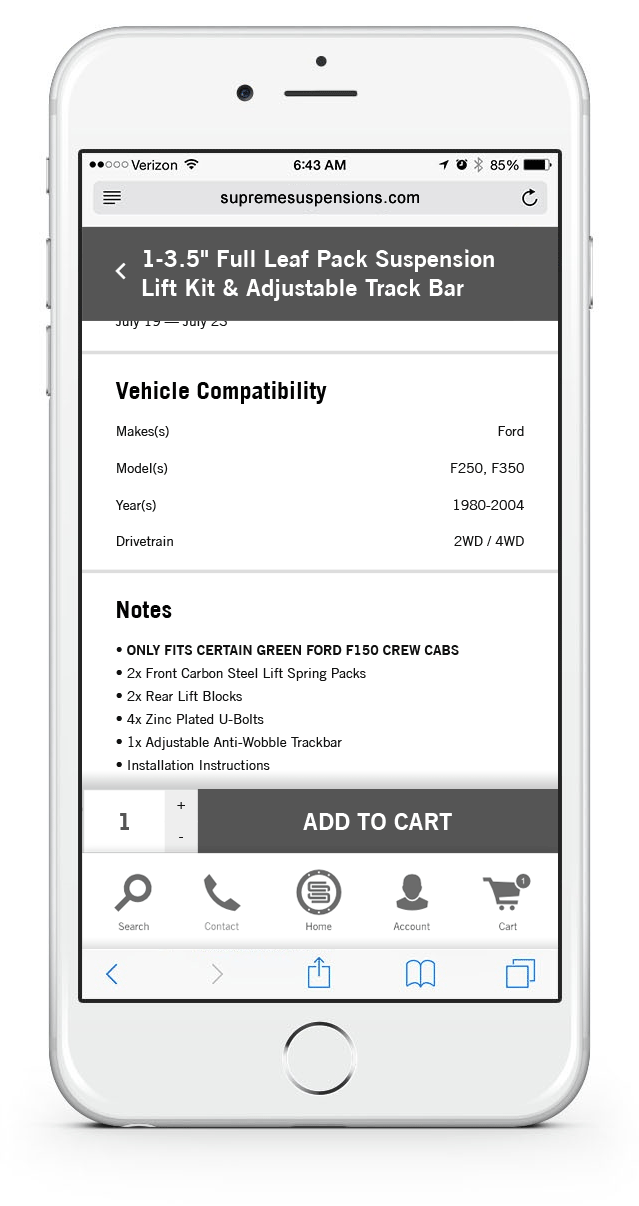 Verizon 6:43 AM 85%
supremesuspensions.com
1-3.5" Full Leaf Pack Suspension
Lift Kit & Adjustable Track Bar
July 19 — July 23
Vehicle Compatibility
Makes(s) Ford
Model(s) F250, F350
Year(s) 1980-2004
Drivetrain 2WD / 4WD
Notes
• ONLY FITS CERTAIN GREEN FORD F150 CREW CABS
• 2x Front Carbon Steel Lift Spring Packs
• 2x Rear Lift Blocks
• 4x Zinc Plated U-Bolts
• 1x Adjustable Anti-Wobble Trackbar
• Installation Instructions
1 + - ADD TO CART
1
Search Contact Home Account Cart